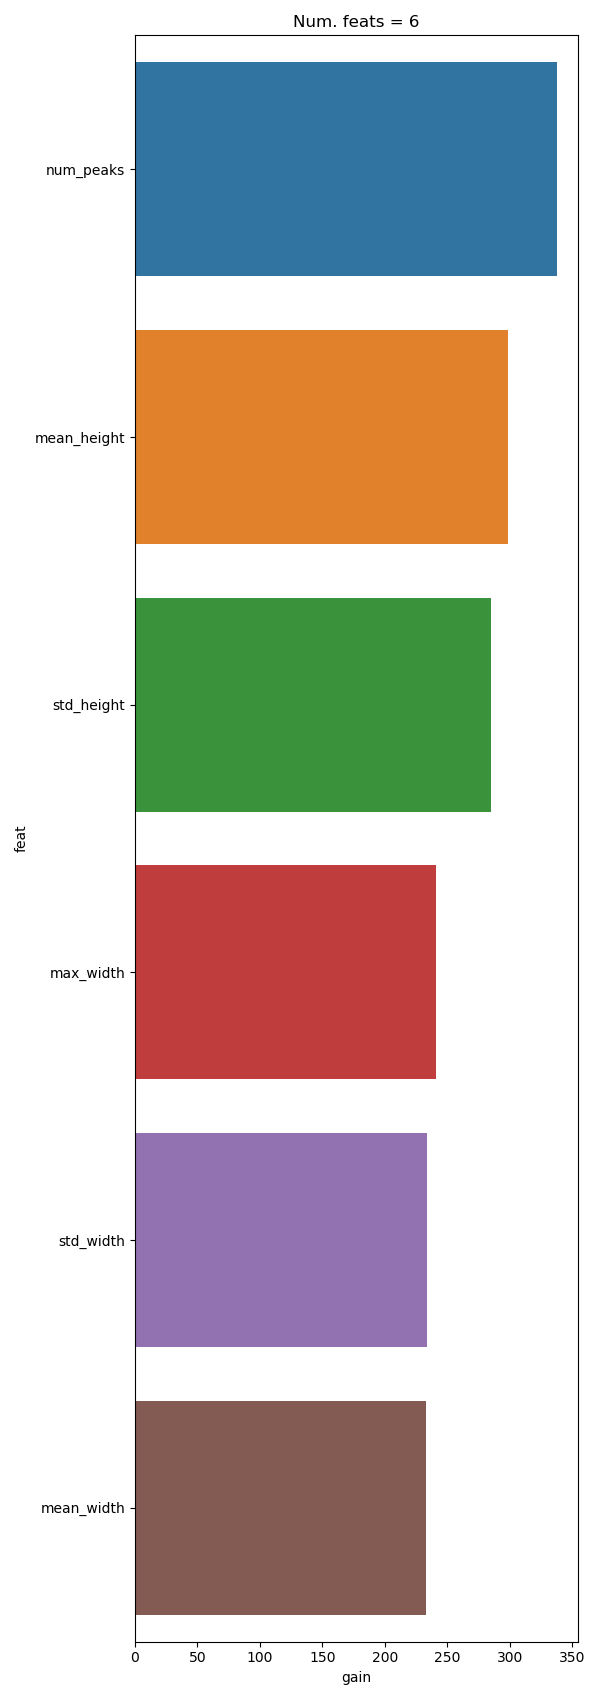 Num. feats = 6
num_peaks
mean_height
std_height
max_width
std_width
mean_width
feat
0 50 100 150 200 250 300 350
gain